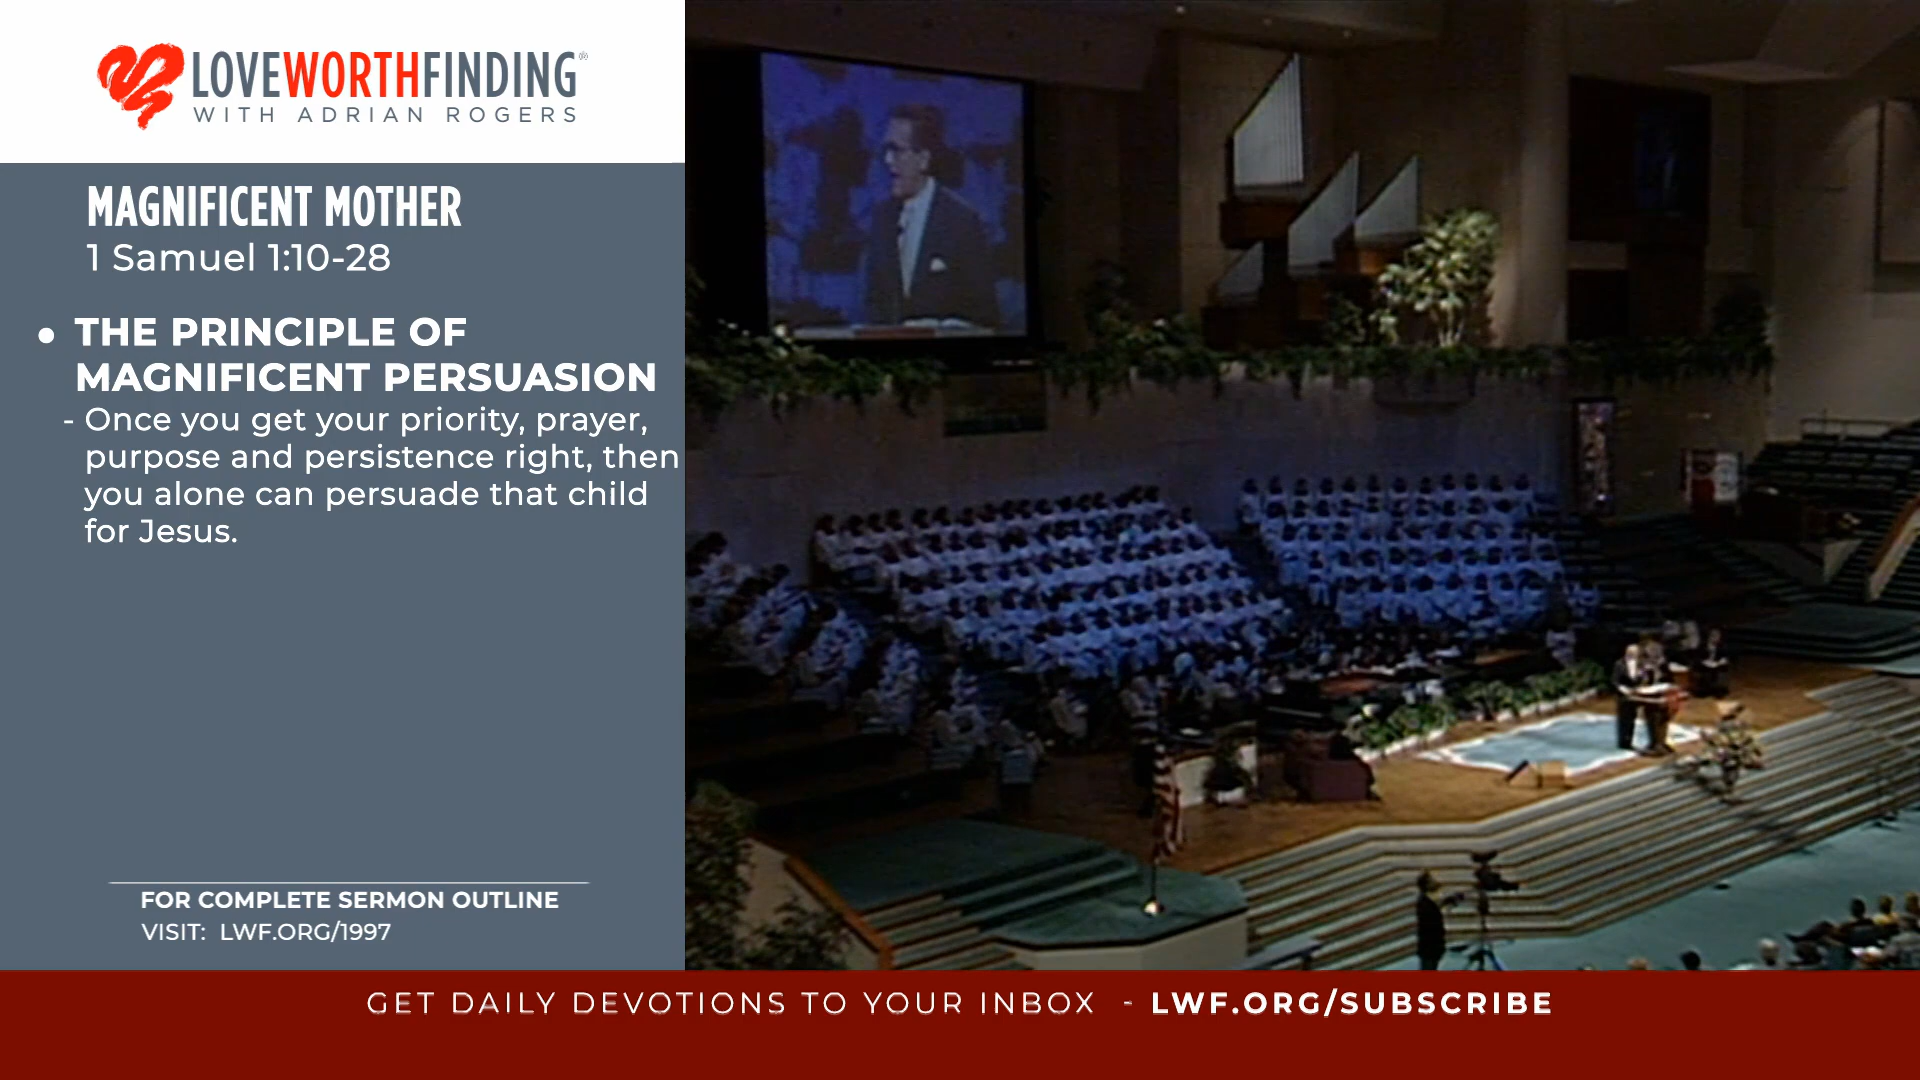 LOVEWORTHFINDING®
WITH ADRIAN ROGERS
MAGNIFICENT MOTHER
1 Samuel 1:10-28
• THE PRINCIPLE OF
MAGNIFICENT PERSUASION
- Once you get your priority, prayer,
purpose and persistence right, then
you alone can persuade that child
for Jesus.
FOR COMPLETE SERMON OUTLINE
VISIT: LWF.ORG/1997
GET DAILY DEVOTIONS TO YOUR INBOX - LWF.ORG/SUBSCRIBE